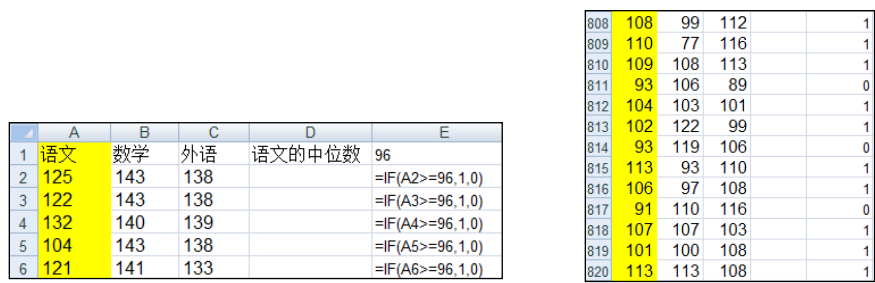 A B C D E
1 语文 数学 外语 语文的中位数 96
2 125 143 138 =IF(A2>=96,1,0)
3 122 143 138 =IF(A3>=96,1,0)
4 132 140 139 =IF(A4>=96,1,0)
5 104 143 138 =IF(A5>=96,1,0)
6 121 141 133 =IF(A6>=96,1,0)
808 108 99 112 1
809 110 77 116 1
810 109 108 113 1
811 93 106 89 0
812 104 103 101 1
813 102 122 99 1
814 93 119 106 0
815 113 93 110 1
816 106 97 108 1
817 91 110 116 0
818 107 107 103 1
819 101 100 108 1
820 113 113 108 1